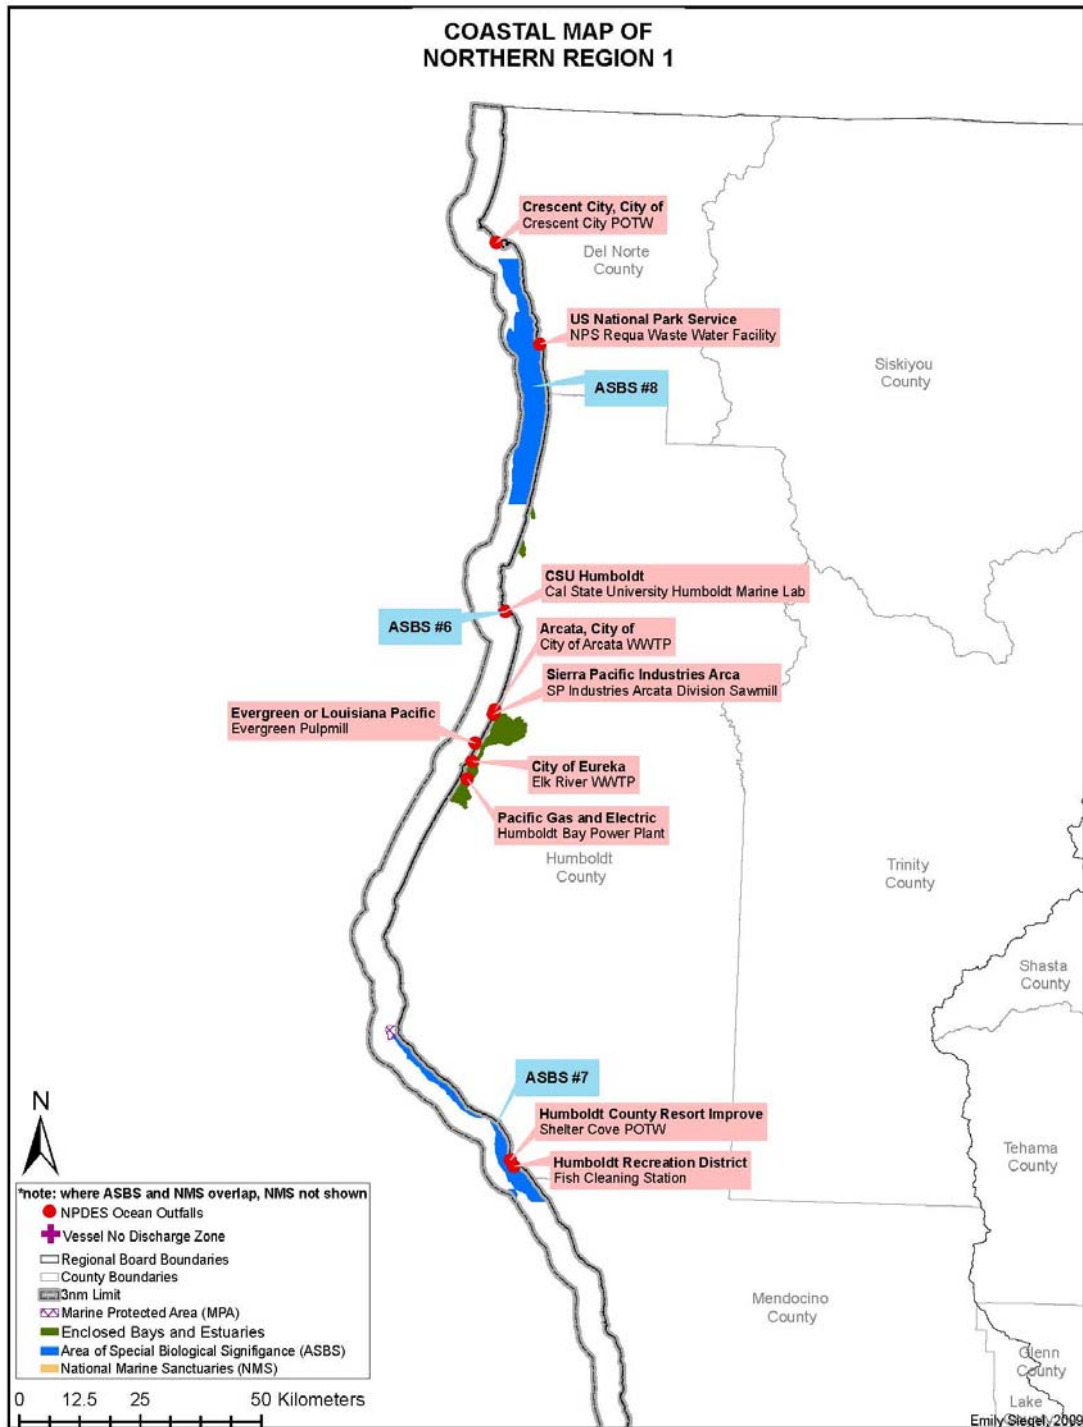 COASTAL MAP OF
NORTHERN REGION 1
Crescent City, City of
Crescent City POTW
Del Norte
County
US National Park Service
NPS Requa Waste Water Facility
Siskiyou
County
ASBS #8
CSU Humboldt
Cal State University Humboldt Marine Lab
ASBS #6
Arcata, City of
City of Arcata WWTP
Sierra Pacific Industries Arca
SP Industries Arcata Division Sawmill
Evergreen or Louisiana Pacific
Evergreen Pulpmill
City of Eureka
Elk River WWTP
Pacific Gas and Electric
Humboldt Bay Power Plant
Humboldt
County
Trinity
County
Shasta
County
ASBS #7
Humboldt County Resort Improve
Shelter Cove POTW
Humboldt Recreation District
Fish Cleaning Station
Tehama
County
Mendocino
County
Glenn
County
Lake
County
N
*note: where ASBS and NMS overlap, NMS not shown
NPDES Ocean Outfalls
Vessel No Discharge Zone
Regional Board Boundaries
County Boundaries
3nm Limit
Marine Protected Area (MPA)
Enclosed Bays and Estuaries
Area of Special Biological Signifigance (ASBS)
National Marine Sanctuaries (NMS)
0 12.5 25 50 Kilometers
Emily Siegel, 2009